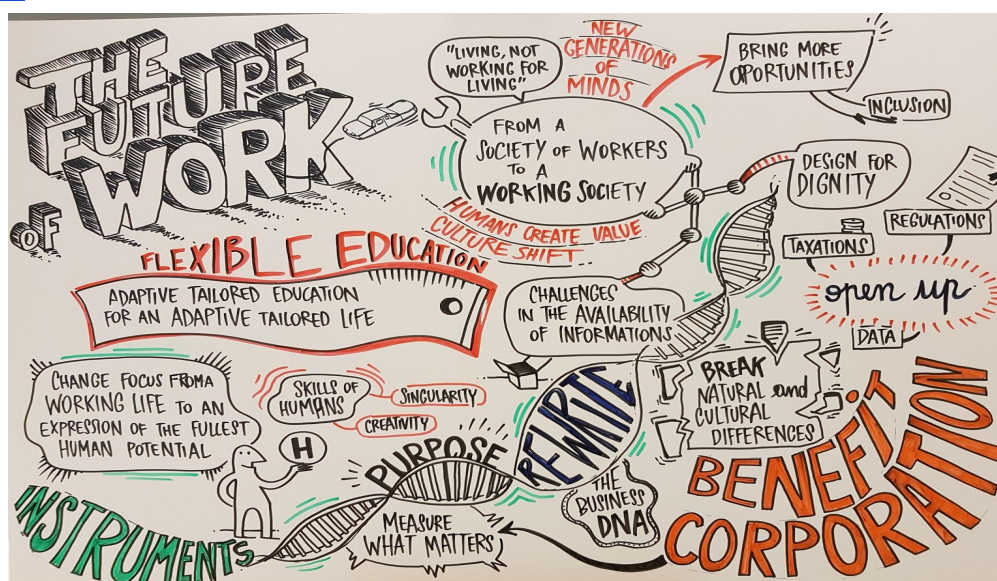 THE
FUTURE
OF WORK
"LIVING, NOT
WORKING FOR
LIVING"
NEW
GENERATIONS
OF
MINDS
BRING MORE
OPORTUNITIES
INCLUSION
FROM A
SOCIETY OF WORKERS
TO A
WORKING SOCIETY
HUMANS CREATE VALUE
CULTURE SHIFT
DESIGN FOR
DIGNITY
REGULATIONS
TAXATIONS
open up
DATA
FLEXIBLE EDUCATION
ADAPTIVE TAILORED EDUCATION
FOR AN ADAPTIVE TAILORED LIFE
CHALLENGES
IN THE AVAILABILITY
OF INFORMATIONS
CHANGE FOCUS FROM A
WORKING LIFE TO AN
EXPRESSION OF THE FULLEST
HUMAN POTENTIAL
SKILLS OF
HUMANS
SINGULARITY
CREATIVITY
H
BREAK
NATURAL and
CULTURAL
DIFFERENCES
REWRITE
THE
BUSINESS
DNA
PURPOSE
MEASURE
WHAT MATTERS
INSTRUMENTS
BENEFIT
CORPORATION